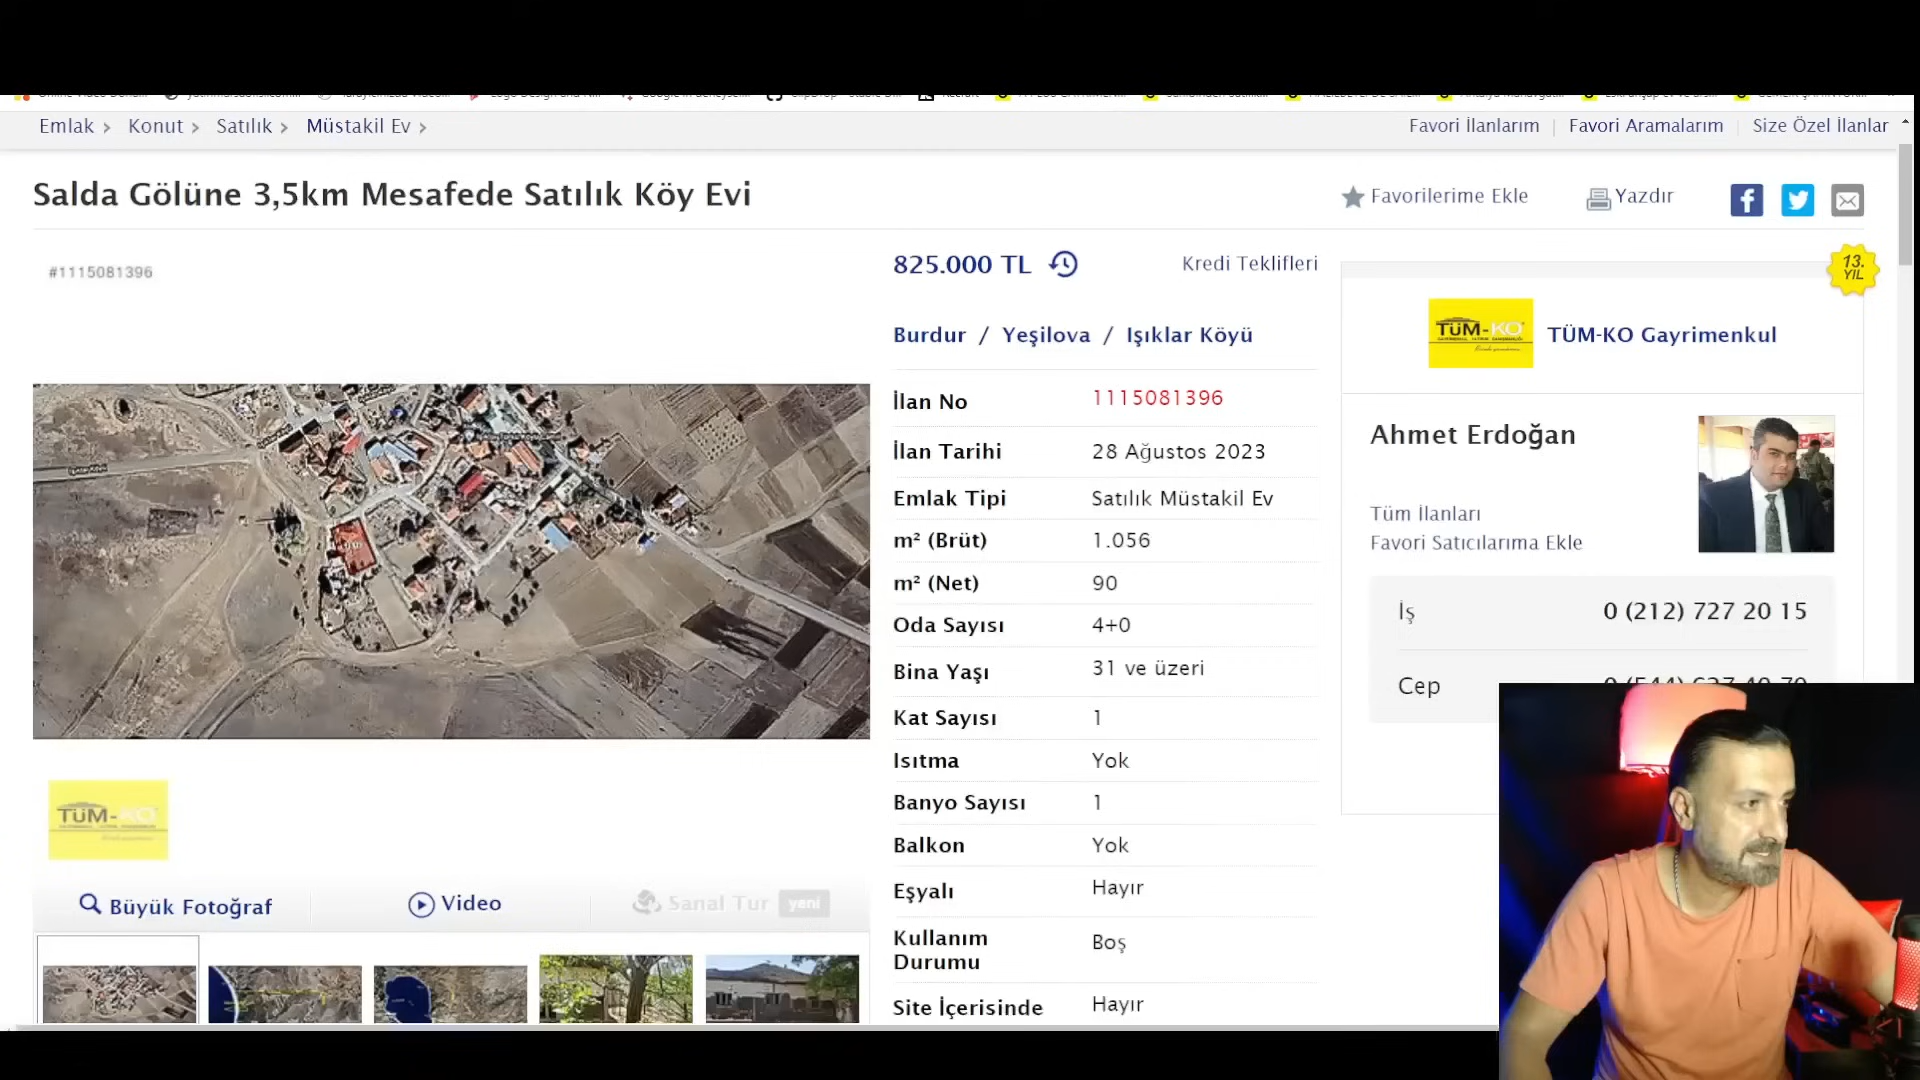 Emlak > Konut > Satılık > Müstakil Ev >
Favori İlanlarım | Favori Aramalarım | Size Özel İlanlar
Salda Gölüne 3,5km Mesafede Satılık Köy Evi
Favorilerime Ekle
Yazdır
#1115081396
825.000 TL
Kredi Teklifleri
Burdur / Yeşilova / Işıklar Köyü
İlan No 1115081396
İlan Tarihi 28 Ağustos 2023
Emlak Tipi Satılık Müstakil Ev
m² (Brüt) 1.056
m² (Net) 90
Oda Sayısı 4+0
Bina Yaşı 31 ve üzeri
Kat Sayısı 1
Isıtma Yok
Banyo Sayısı 1
Balkon Yok
Eşyalı Hayır
Kullanım Durumu Boş
Site İçerisinde Hayır
13. YIL
TÜM-KO
TÜM-KO Gayrimenkul
Ahmet Erdoğan
Tüm İlanları
Favori Satıcılarıma Ekle
İş 0 (212) 727 20 15
Cep
TÜM-KO
Büyük Fotoğraf
Video
Sanal Tur yeni